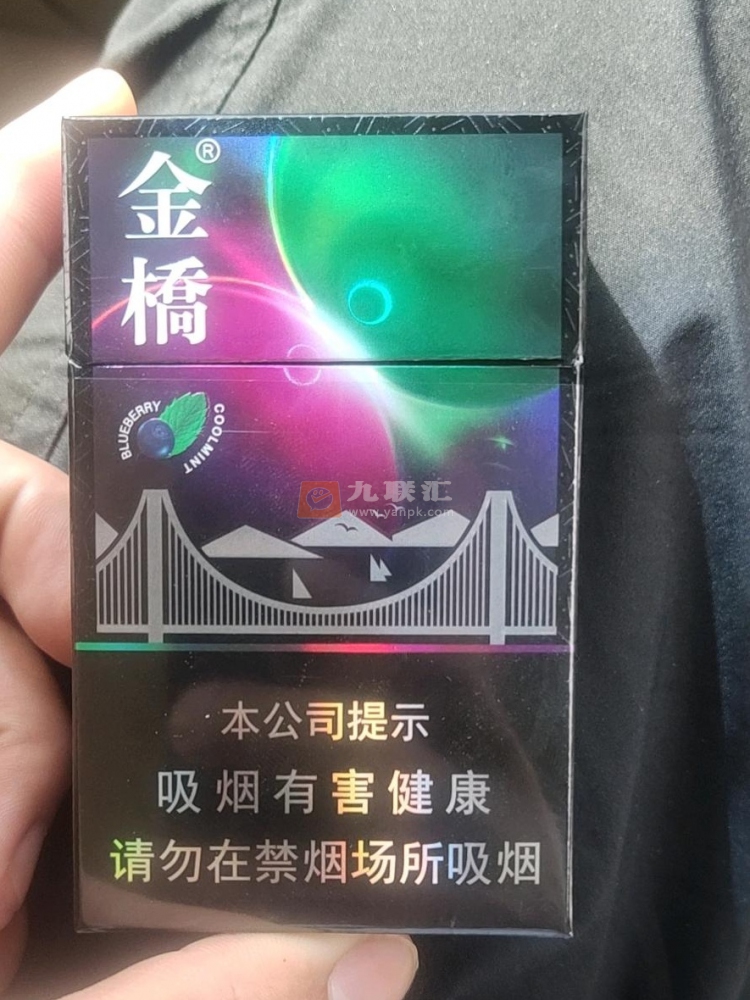 金橋®
BLUEBERRY COOLMINT
九联汇
www.yanpk.com
本公司提示
吸烟有害健康
请勿在禁烟场所吸烟